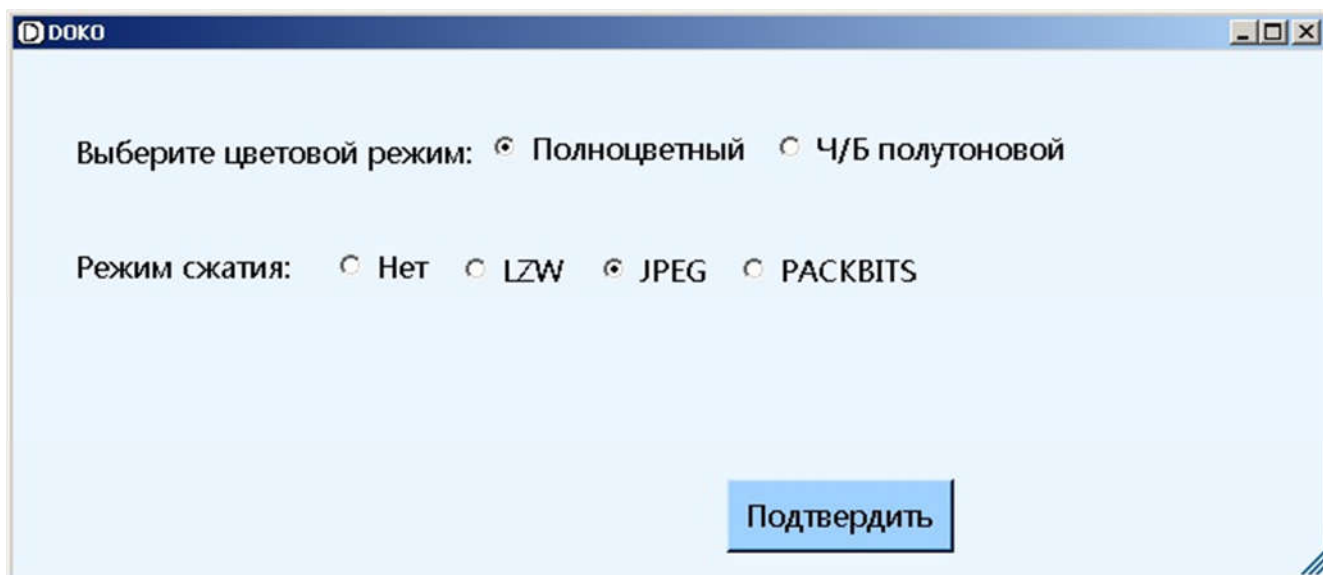 DOKO
Выберите цветовой режим: Полноцветный Ч/Б полутоновой
Режим сжатия: Нет LZW JPEG PACKBITS
Подтвердить